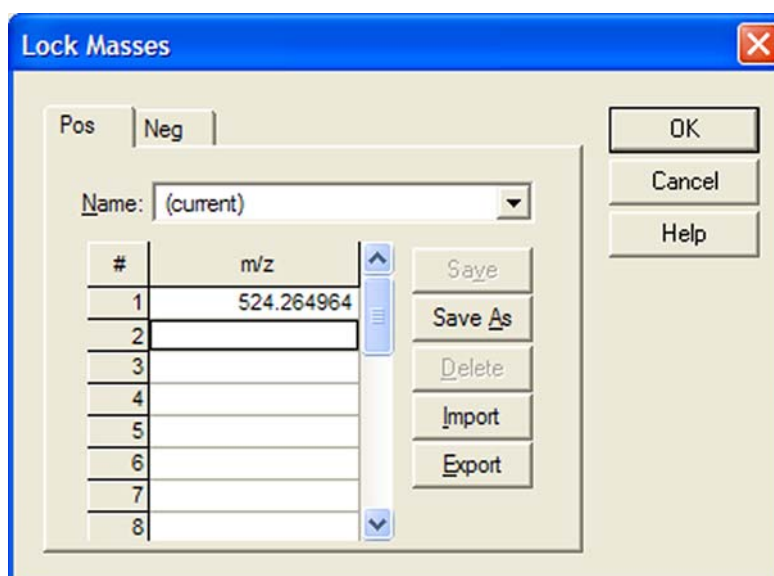 Lock Masses
Pos Neg
OK
Cancel
Help
Name: (current)
# m/z
1 524.264964
2
3
4
5
6
7
8
Save
Save As
Delete
Import
Export